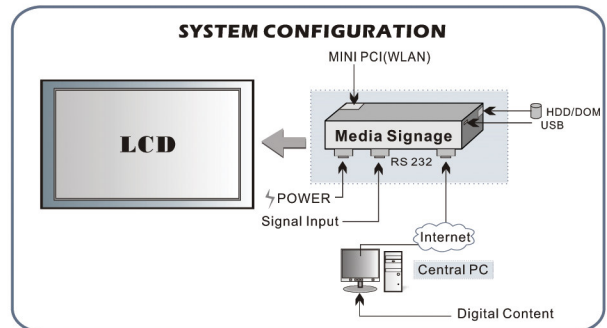 SYSTEM CONFIGURATION
MINI PCI(WLAN)
LCD
Media Signage
HDD/DOM
USB
RS 232
POWER
Signal Input
Internet
Central PC
Digital Content